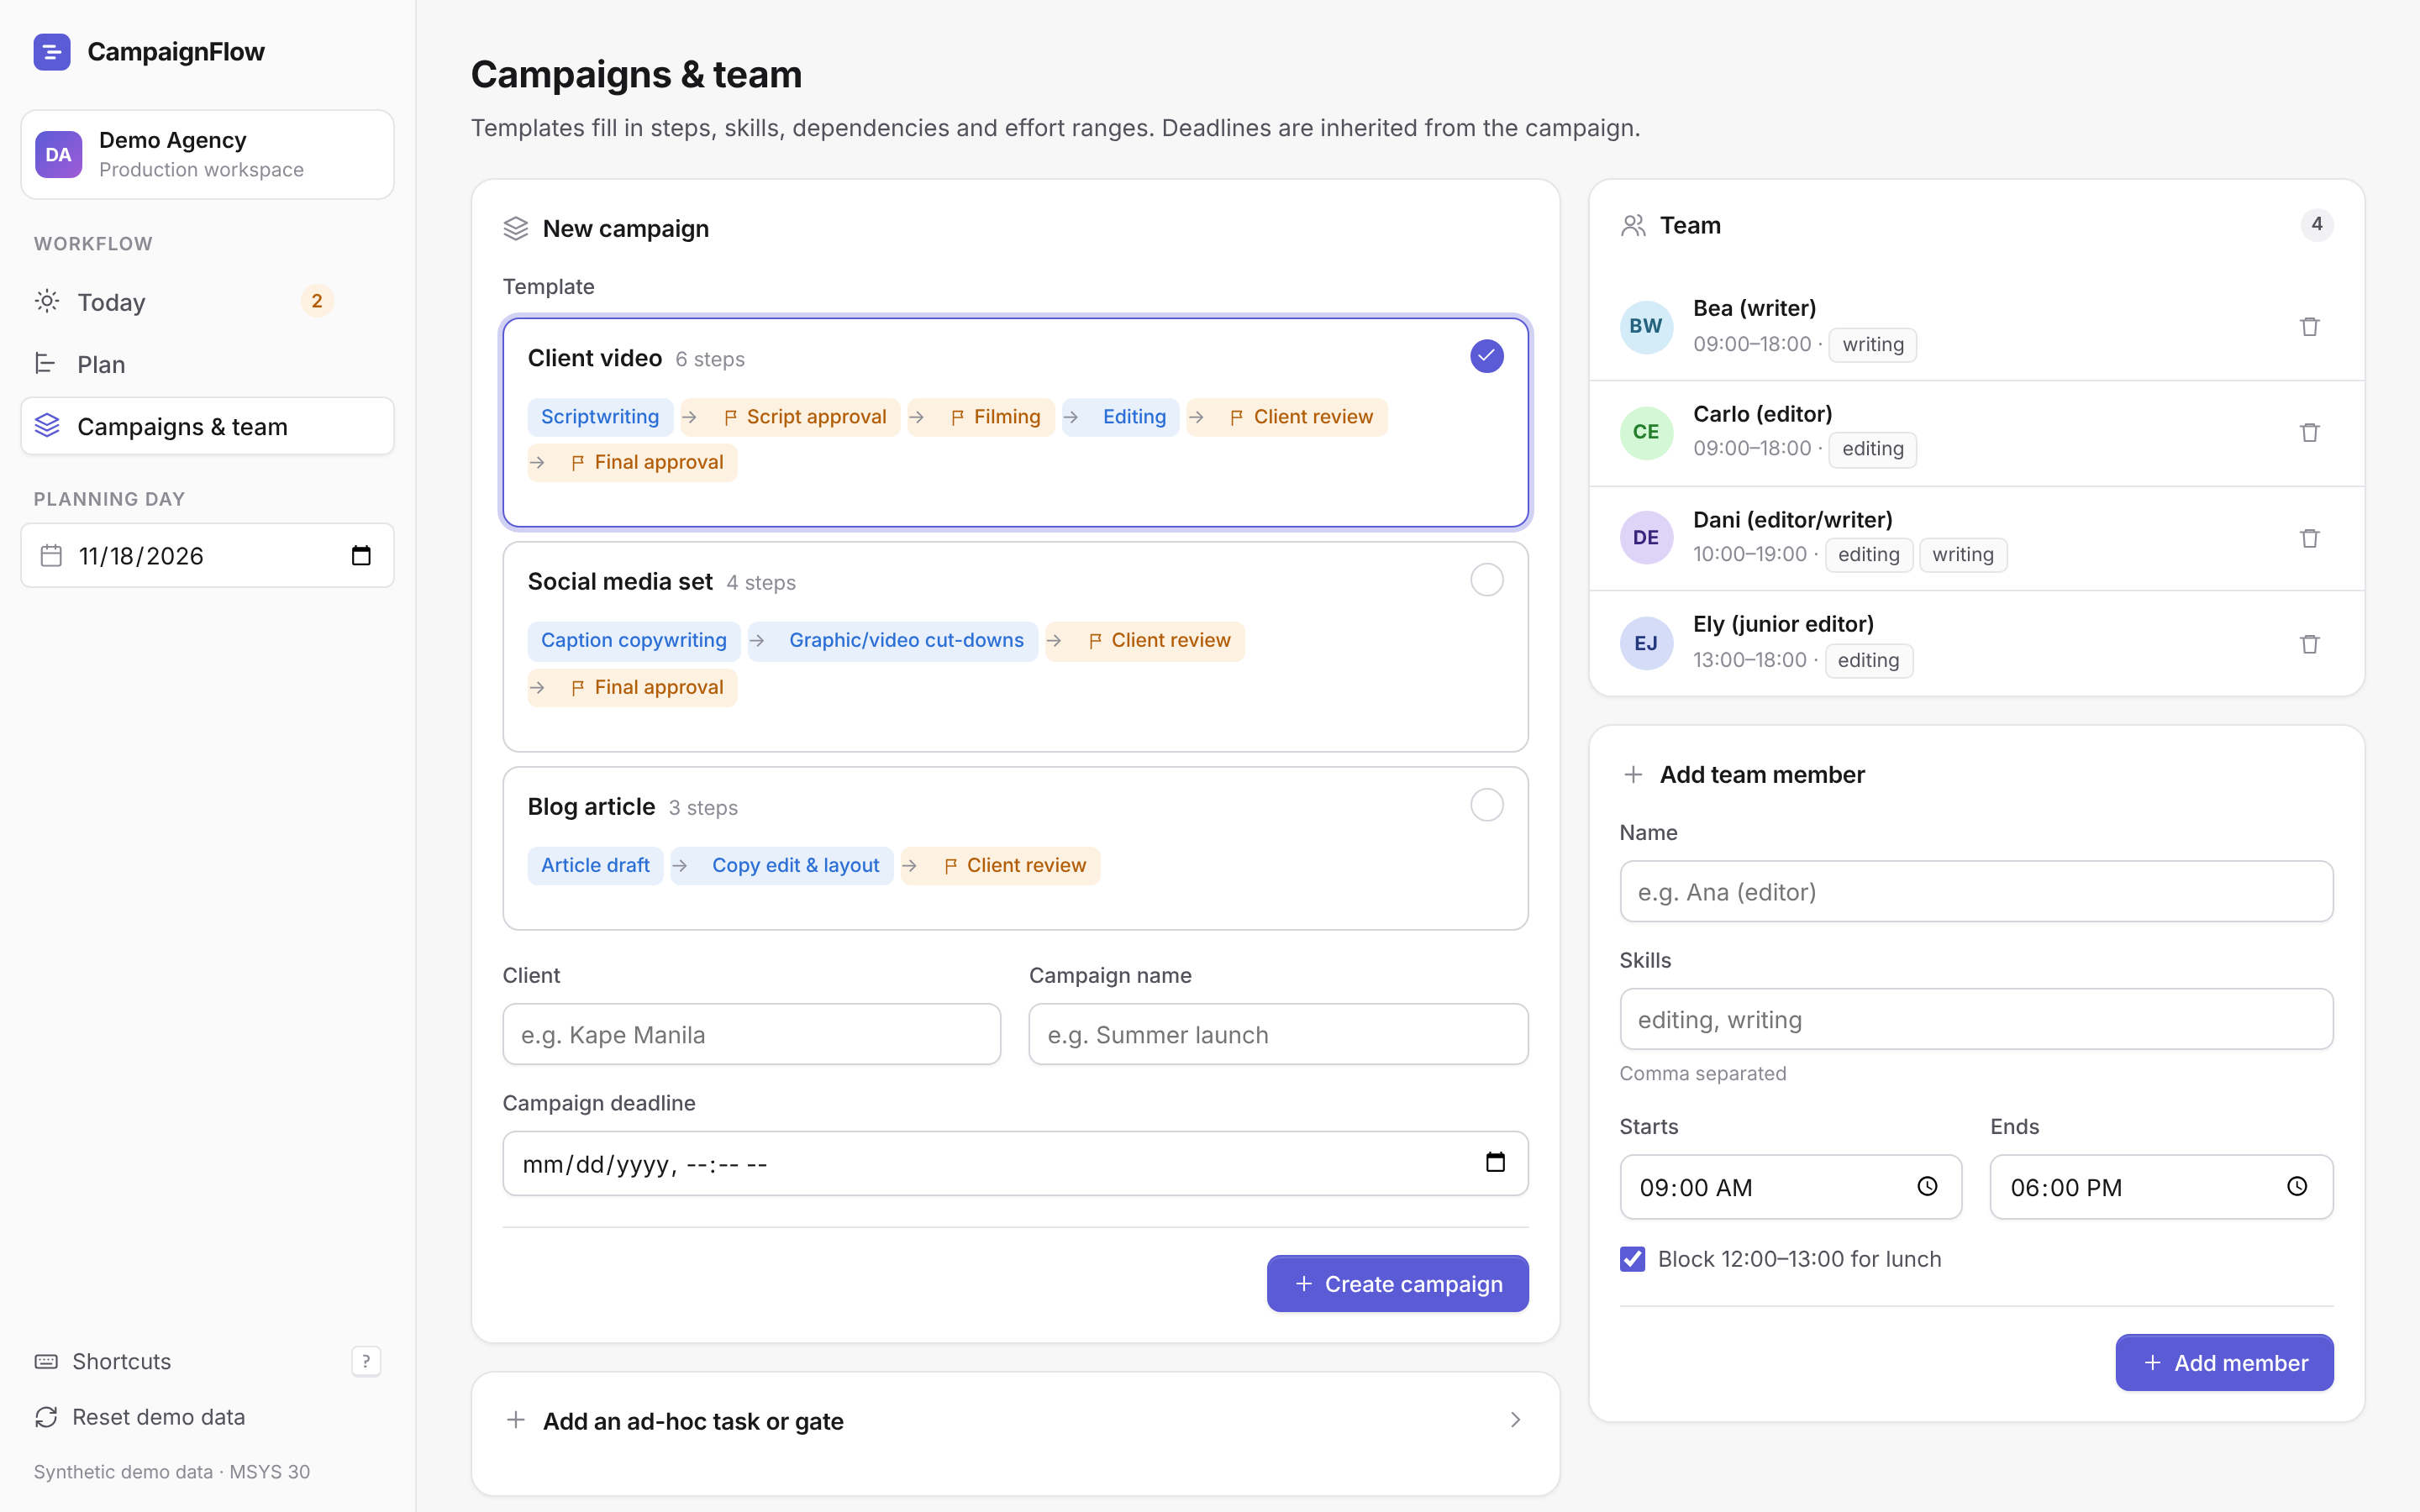 CampaignFlow
DA
Demo Agency
Production workspace
WORKFLOW
Today
2
Plan
Campaigns & team
PLANNING DAY
11/18/2026
Shortcuts
?
Reset demo data
Synthetic demo data · MSYS 30
Campaigns & team
Templates fill in steps, skills, dependencies and effort ranges. Deadlines are inherited from the campaign.
New campaign
Template
Client video 6 steps
Scriptwriting → Script approval → Filming → Editing → Client review
→ Final approval
Social media set 4 steps
Caption copywriting → Graphic/video cut-downs → Client review
→ Final approval
Blog article 3 steps
Article draft → Copy edit & layout → Client review
Client
e.g. Kape Manila
Campaign name
e.g. Summer launch
Campaign deadline
mm/dd/yyyy, --:-- --
+ Create campaign
+ Add an ad-hoc task or gate
Team
4
BW
Bea (writer)
09:00–18:00 · writing
CE
Carlo (editor)
09:00–18:00 · editing
DE
Dani (editor/writer)
10:00–19:00 · editing writing
EJ
Ely (junior editor)
13:00–18:00 · editing
+ Add team member
Name
e.g. Ana (editor)
Skills
editing, writing
Comma separated
Starts
09:00 AM
Ends
06:00 PM
Block 12:00–13:00 for lunch
+ Add member